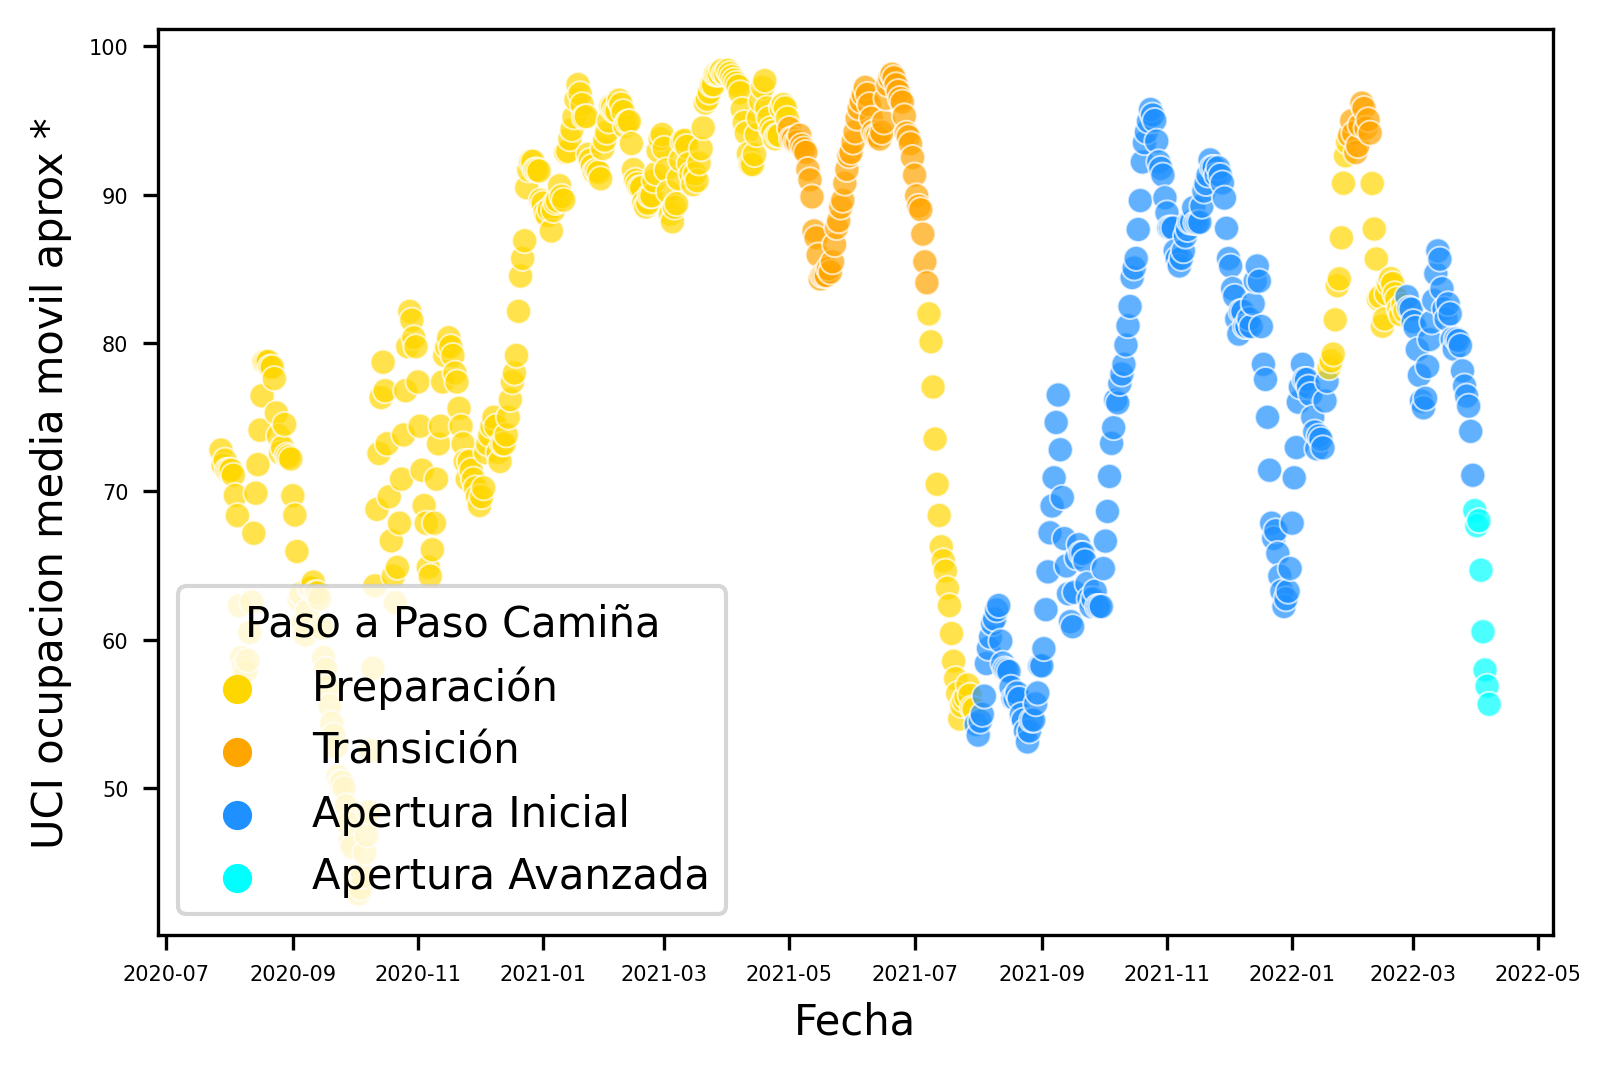 100
90
80
70
60
50
UCI ocupacion media movil aprox *
Paso a Paso Camiña
Preparación
Transición
Apertura Inicial
Apertura Avanzada
2020-07 2020-09 2020-11 2021-01 2021-03 2021-05 2021-07 2021-09 2021-11 2022-01 2022-03 2022-05
Fecha